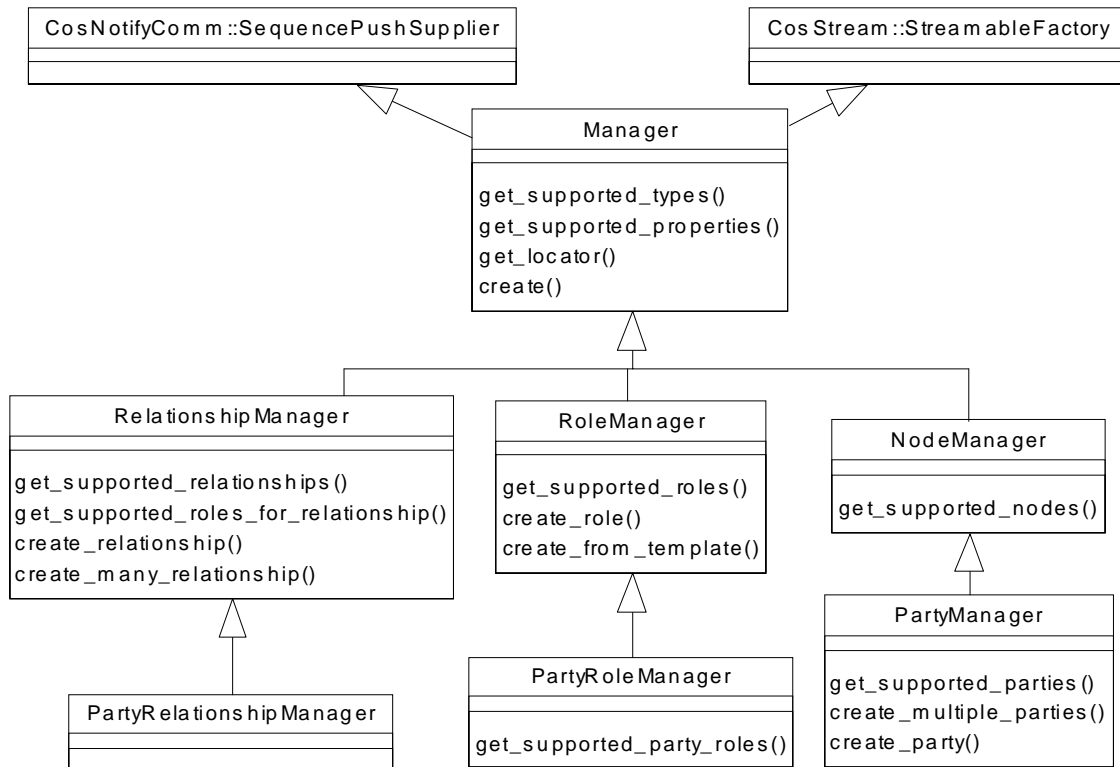 CosNotifyComm::SequencePushSupplier
CosStream::StreamableFactory
Manager
get_supported_types()
get_supported_properties()
get_locator()
create()
RelationshipManager
get_supported_relationships()
get_supported_roles_for_relationship()
create_relationship()
create_many_relationship()
RoleManager
get_supported_roles()
create_role()
create_from_template()
NodeManager
get_supported_nodes()
PartyRelationshipManager
PartyRoleManager
get_supported_party_roles()
PartyManager
get_supported_parties()
create_multiple_parties()
create_party()